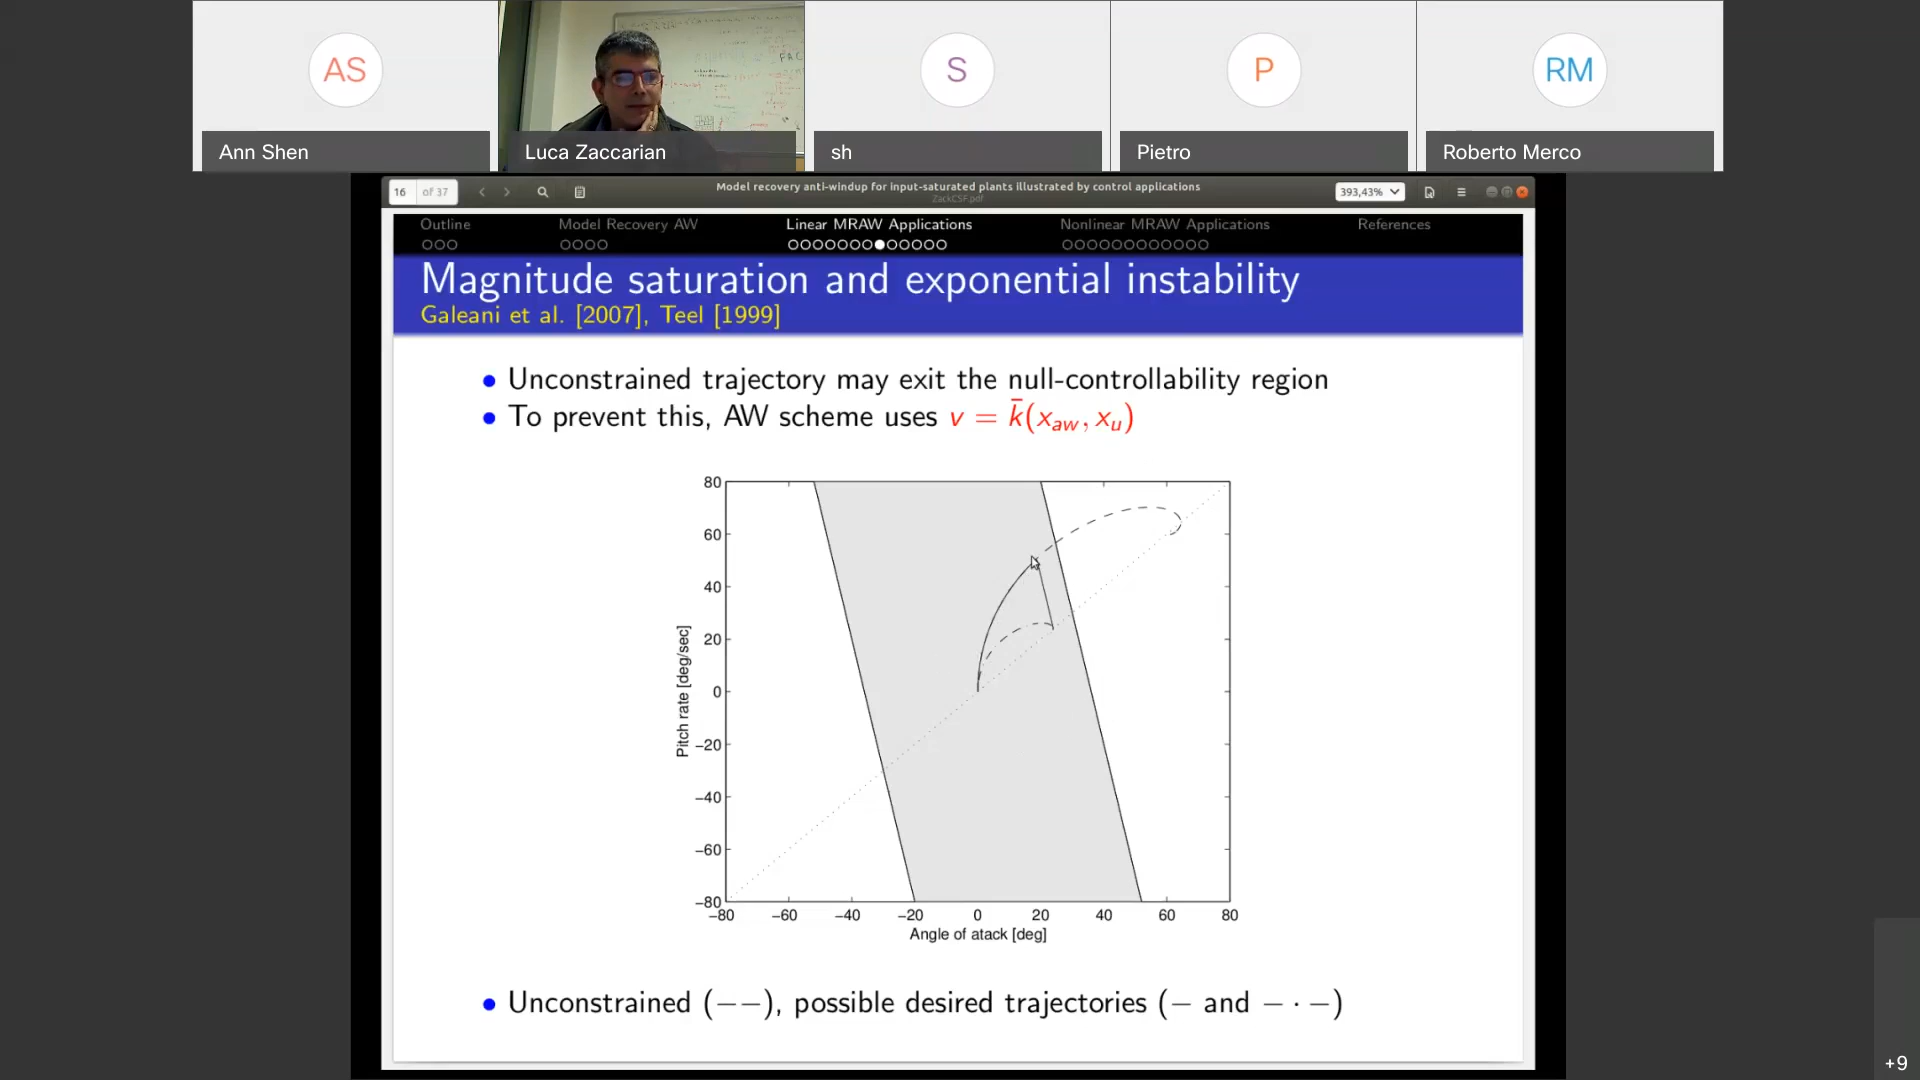 AS
S
P
RM
Ann Shen
Luca Zaccarian
sh
Pietro
Roberto Merco
16 of 37
Model recovery anti-windup for input-saturated plants illustrated by control applications
ZackCSF.pdf
393,43%
Outline
Model Recovery AW
Linear MRAW Applications
Nonlinear MRAW Applications
References
Magnitude saturation and exponential instability
Galeani et al. [2007], Teel [1999]
• Unconstrained trajectory may exit the null-controllability region
• To prevent this, AW scheme uses v = k̄(x_aw, x_u)
80
60
40
20
0
−20
−40
−60
−80
Pitch rate [deg/sec]
−80 −60 −40 −20 0 20 40 60 80
Angle of atack [deg]
• Unconstrained (−−), possible desired trajectories (− and − · −)
+9